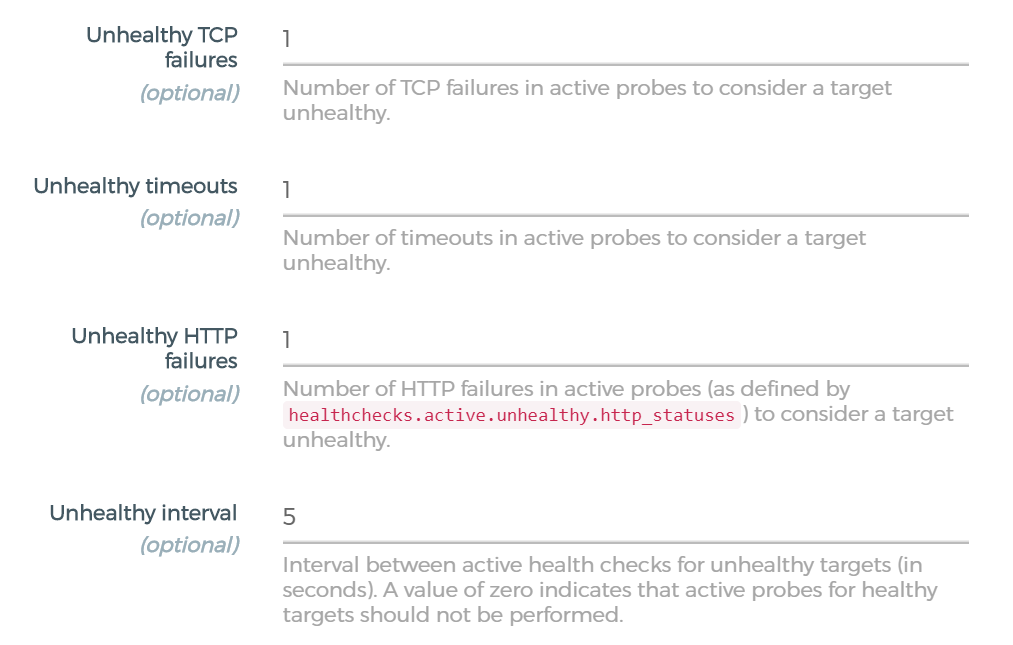 Unhealthy TCP
failures
(optional)
1
Number of TCP failures in active probes to consider a target
unhealthy.
Unhealthy timeouts
(optional)
1
Number of timeouts in active probes to consider a target
unhealthy.
Unhealthy HTTP
failures
(optional)
1
Number of HTTP failures in active probes (as defined by
healthchecks.active.unhealthy.http_statuses ) to consider a target
unhealthy.
Unhealthy interval
(optional)
5
Interval between active health checks for unhealthy targets (in
seconds). A value of zero indicates that active probes for healthy
targets should not be performed.